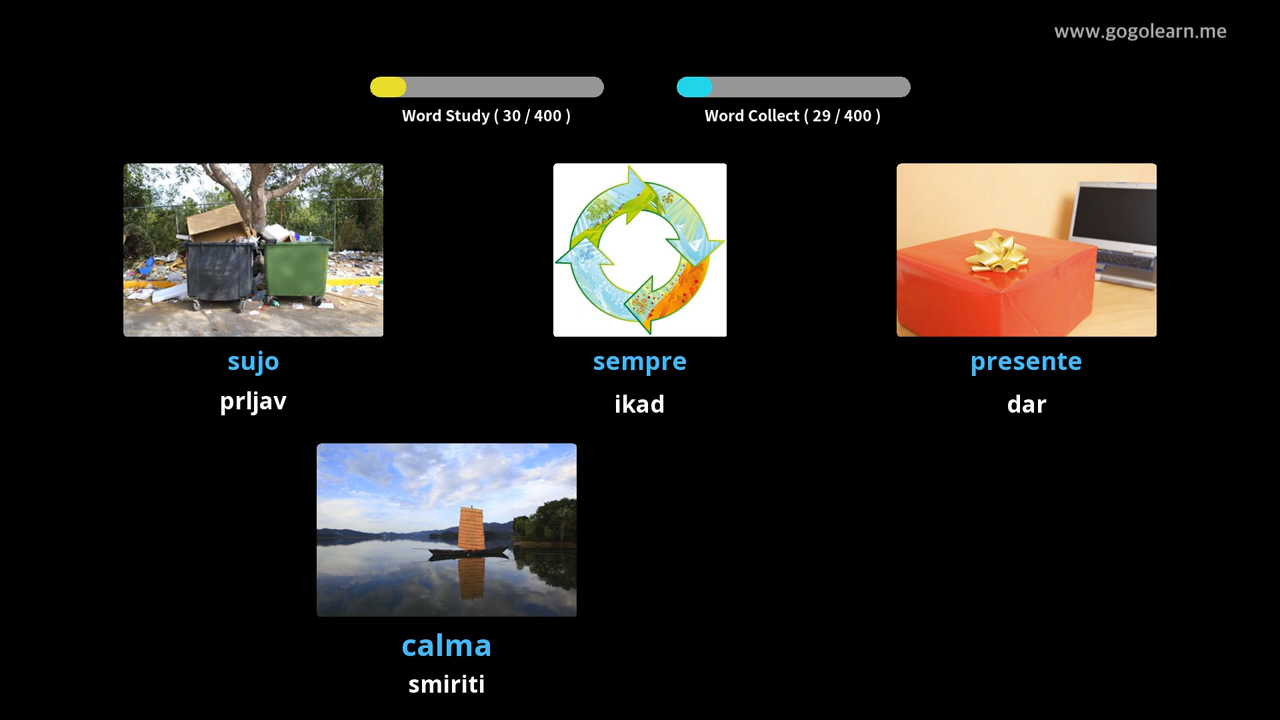 www.gogolearn.me
Word Study ( 30 / 400 )
Word Collect ( 29 / 400 )
sujo
prljav
sempre
ikad
presente
dar
calma
smiriti